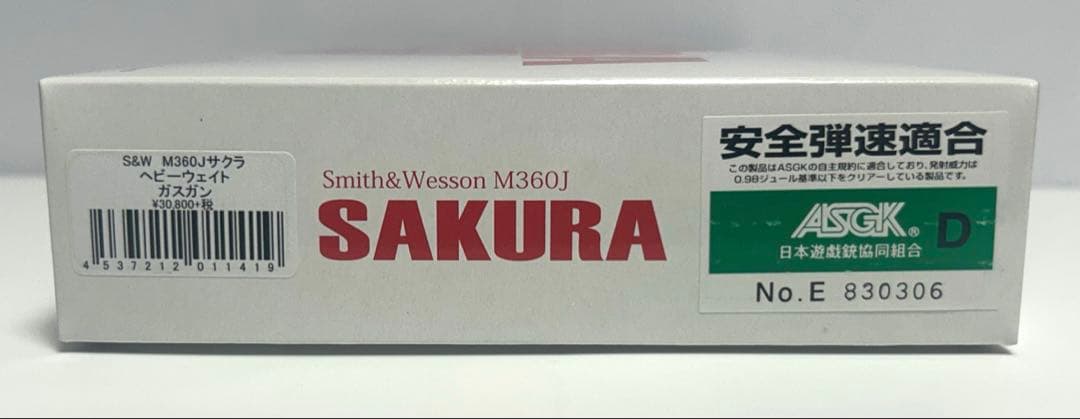 S&W M360Jサクラ
ヘビーウェイト
ガスガン
¥30,800+税
4 537212 011419
Smith&Wesson M360J
SAKURA
安全弾速適合
この製品はASGKの自主規約に適合しており、発射威力は
0.98ジュール基準以下をクリアーしている製品です。
ASGK® D
日本遊戯銃協同組合
No.E 830306